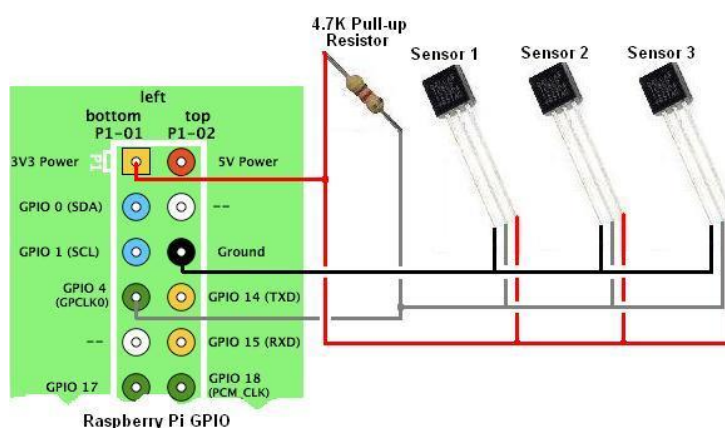 4.7K Pull-up
Resistor
Sensor 1
Sensor 2
Sensor 3
left
bottom
top
P1-01
P1-02
3V3 Power
P1
5V Power
GPIO 0 (SDA)
--
GPIO 1 (SCL)
Ground
GPIO 4
(GPCLK0)
GPIO 14 (TXD)
--
GPIO 15 (RXD)
GPIO 17
GPIO 18
(PCM_CLK)
Raspberry Pi GPIO